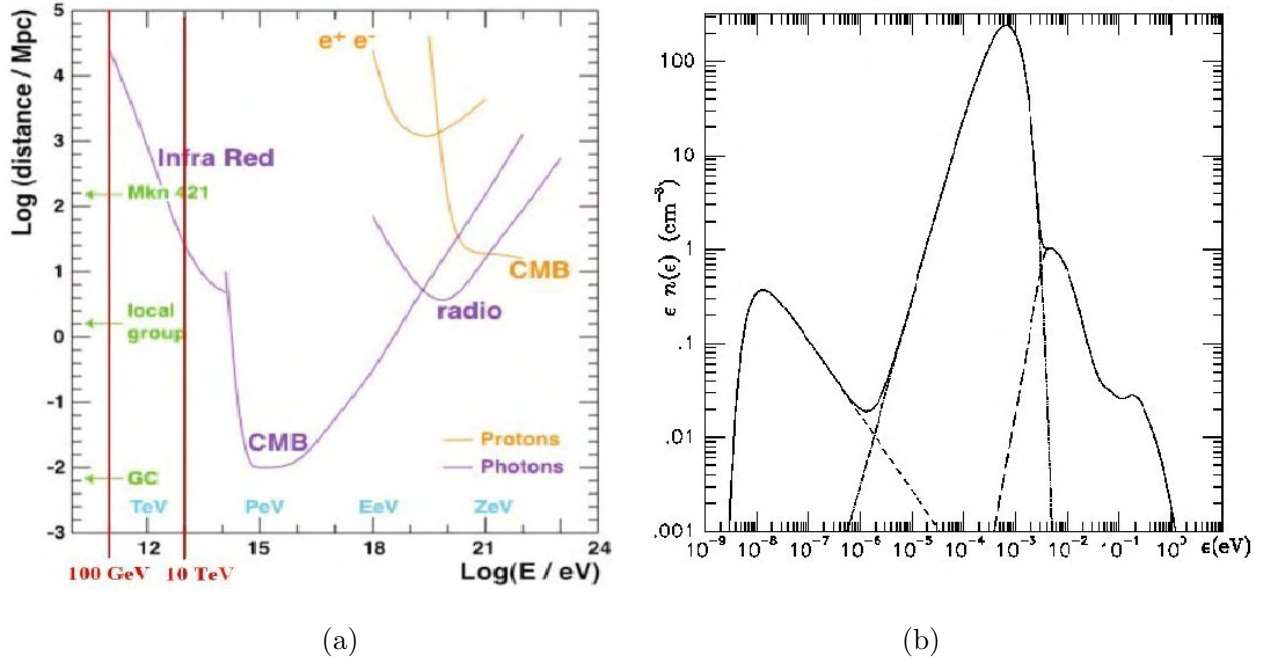 5
4
3
2
1
0
-1
-2
-3
Log (distance / Mpc)
e⁺ e⁻
Infra Red
Mkn 421
local
group
GC
CMB
radio
CMB
Protons
Photons
TeV PeV EeV ZeV
12 15 18 21 24
100 GeV 10 TeV
Log(E / eV)
(a)
100
10
1
.1
.01
.001
ϵ n(ϵ) (cm⁻³)
10⁻⁹ 10⁻⁸ 10⁻⁷ 10⁻⁶ 10⁻⁵ 10⁻⁴ 10⁻³ 10⁻² 10⁻¹ 10⁰ ϵ(eV)
(b)